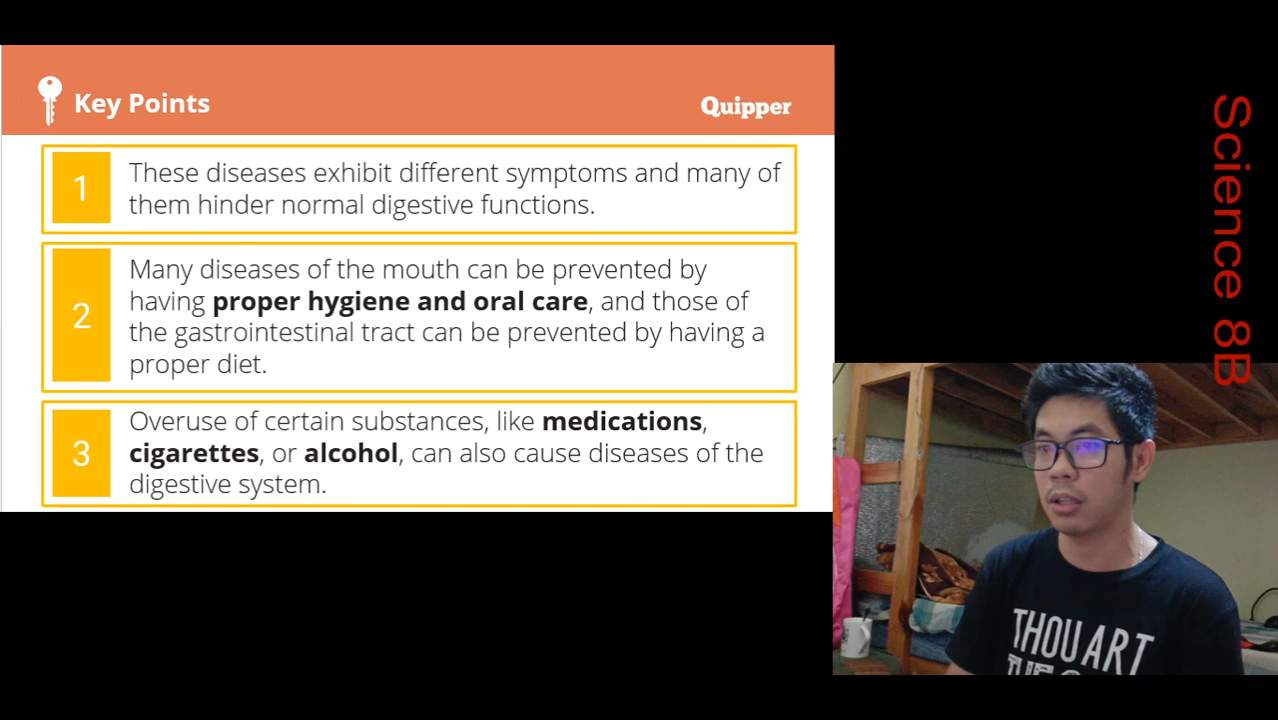 Key Points
Quipper
1
These diseases exhibit different symptoms and many of
them hinder normal digestive functions.
2
Many diseases of the mouth can be prevented by
having proper hygiene and oral care, and those of
the gastrointestinal tract can be prevented by having a
proper diet.
3
Overuse of certain substances, like medications,
cigarettes, or alcohol, can also cause diseases of the
digestive system.
Science 8B
THOU ART